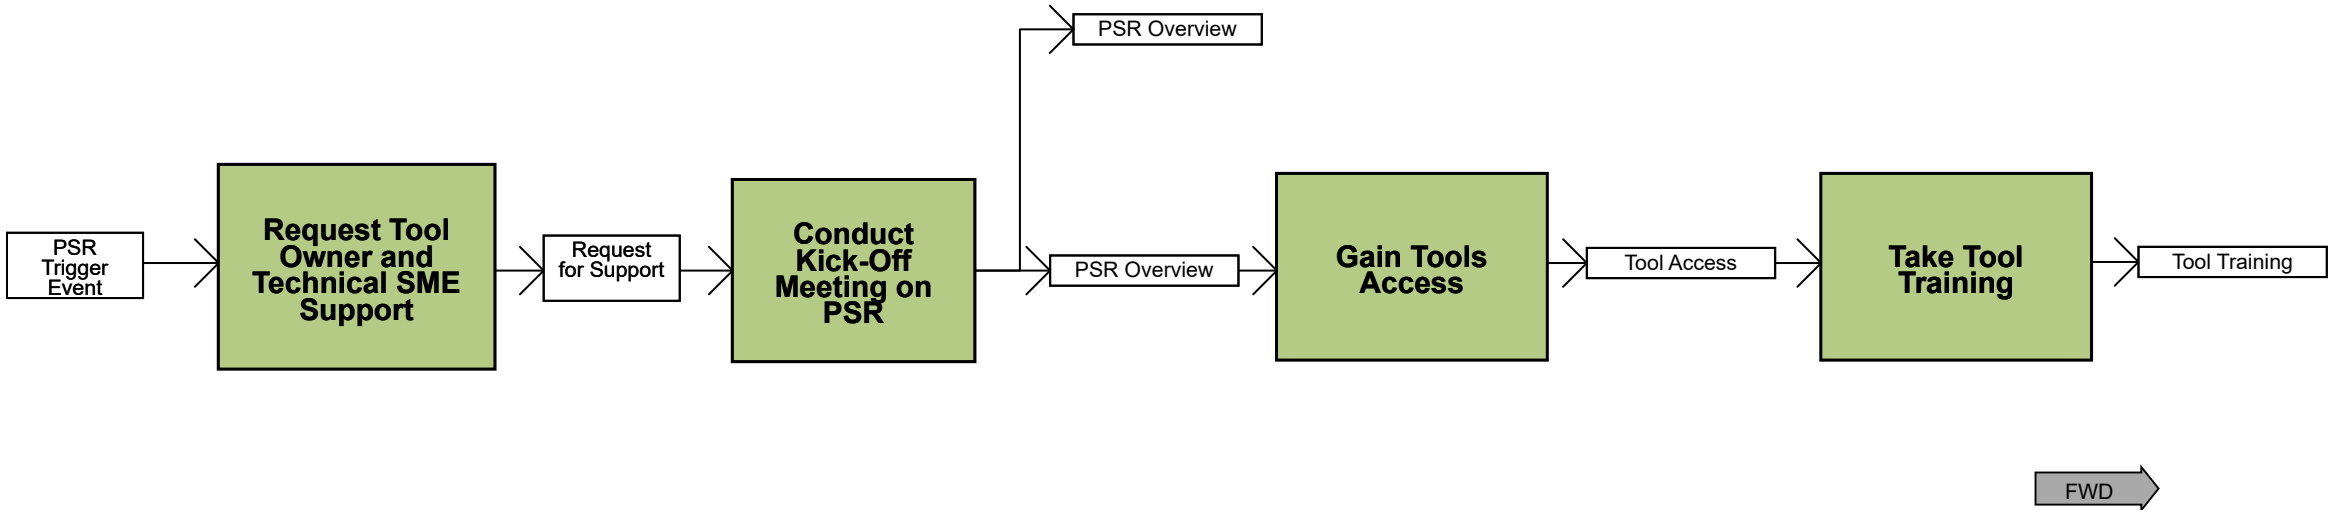 PSR Overview
PSR
Trigger
Event
Request Tool
Owner and
Technical SME
Support
Request
for Support
Conduct
Kick-Off
Meeting on
PSR
PSR Overview
Gain Tools
Access
Tool Access
Take Tool
Training
Tool Training
FWD